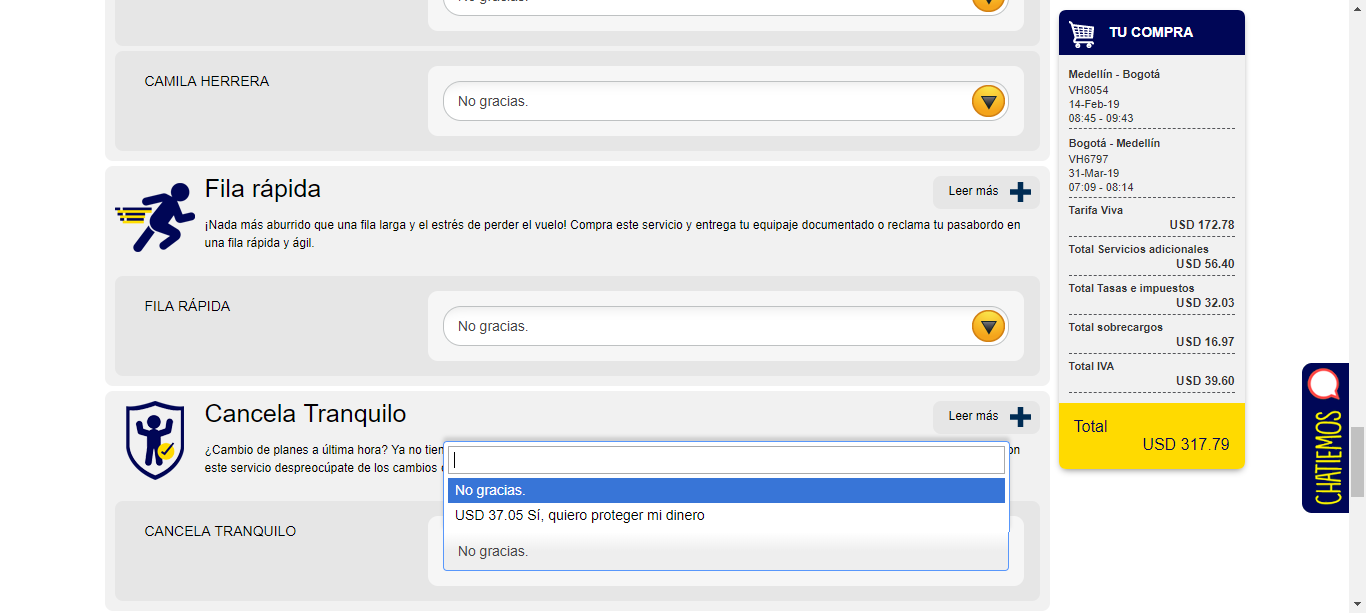 No gracias.
CAMILA HERRERA
No gracias.
Fila rápida
Leer más
¡Nada más aburrido que una fila larga y el estrés de perder el vuelo! Compra este servicio y entrega tu equipaje documentado o reclama tu pasabordo en
una fila rápida y ágil.
FILA RÁPIDA
No gracias.
Cancela Tranquilo
Leer más
¿Cambio de planes a última hora? Ya no tien
on
este servicio despreocúpate de los cambios
No gracias.
USD 37.05 Sí, quiero proteger mi dinero
CANCELA TRANQUILO
No gracias.
TU COMPRA
Medellín - Bogotá
VH8054
14-Feb-19
08:45 - 09:43
Bogotá - Medellín
VH6797
31-Mar-19
07:09 - 08:14
Tarifa Viva
USD 172.78
Total Servicios adicionales
USD 56.40
Total Tasas e impuestos
USD 32.03
Total sobrecargos
USD 16.97
Total IVA
USD 39.60
Total
USD 317.79
CHATIEMOS